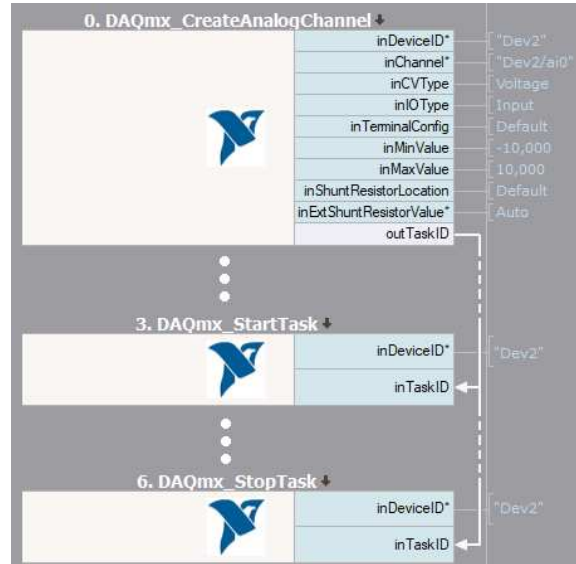 0. DAQmx_CreateAnalogChannel
inDeviceID* "Dev2"
inChannel* "Dev2/ai0"
inCVType Voltage
inIOType Input
inTerminalConfig Default
inMinValue -10,000
inMaxValue 10,000
inShuntResistorLocation Default
inExtShuntResistorValue* Auto
outTaskID
3. DAQmx_StartTask
inDeviceID* "Dev2"
inTaskID
6. DAQmx_StopTask
inDeviceID* "Dev2"
inTaskID